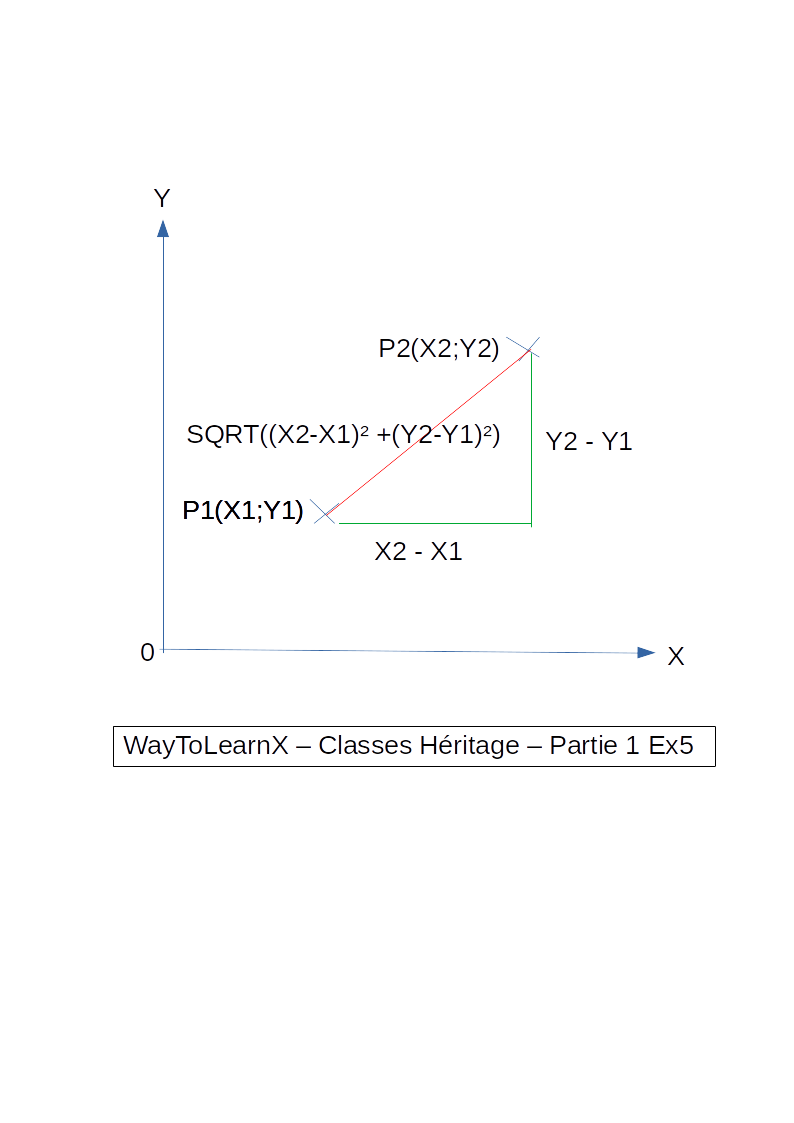 Y
P2(X2;Y2)
SQRT((X2-X1)² +(Y2-Y1)²)
Y2 - Y1
P1(X1;Y1)
X2 - X1
0
X
WayToLearnX – Classes Héritage – Partie 1 Ex5